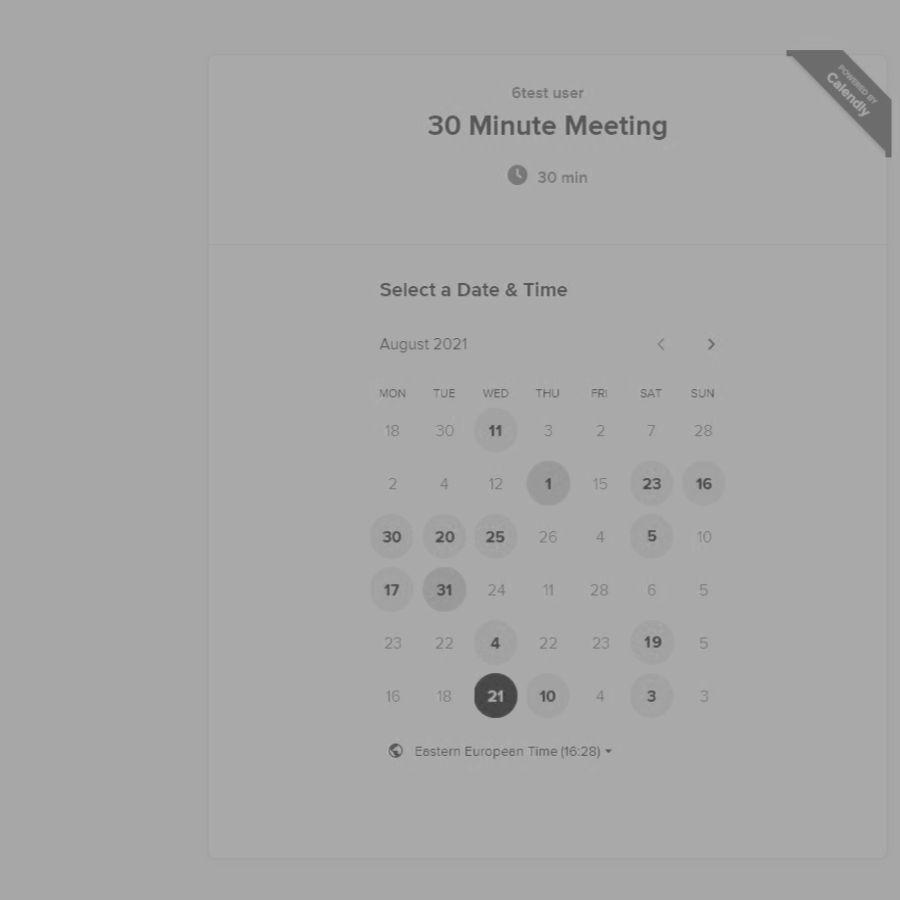 POWERED BY
Calendly
6test user
30 Minute Meeting
30 min
Select a Date & Time
August 2021
MON TUE WED THU FRI SAT SUN
18 30 11 3 2 7 28
2 4 12 1 15 23 16
30 20 25 26 4 5 10
17 31 24 11 28 6 5
23 22 4 22 23 19 5
16 18 21 10 4 3 3
Eastern European Time (16:28)